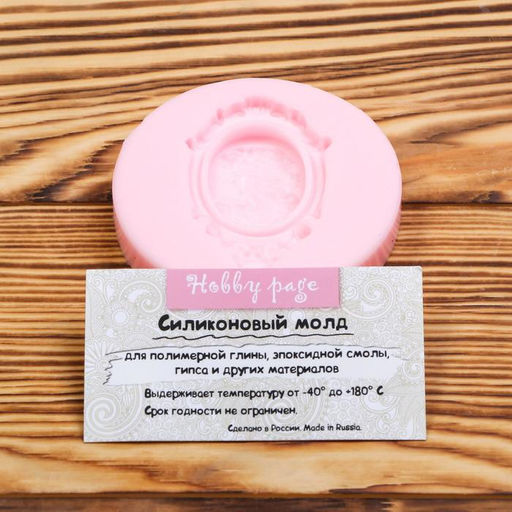 Hobby page
Силиконовый молд
для полимерной глины, эпоксидной смолы,
гипса и других материалов
Выдерживает температуру от -40° до +180° С
Срок годности не ограничен.
Сделано в России. Made in Russia.